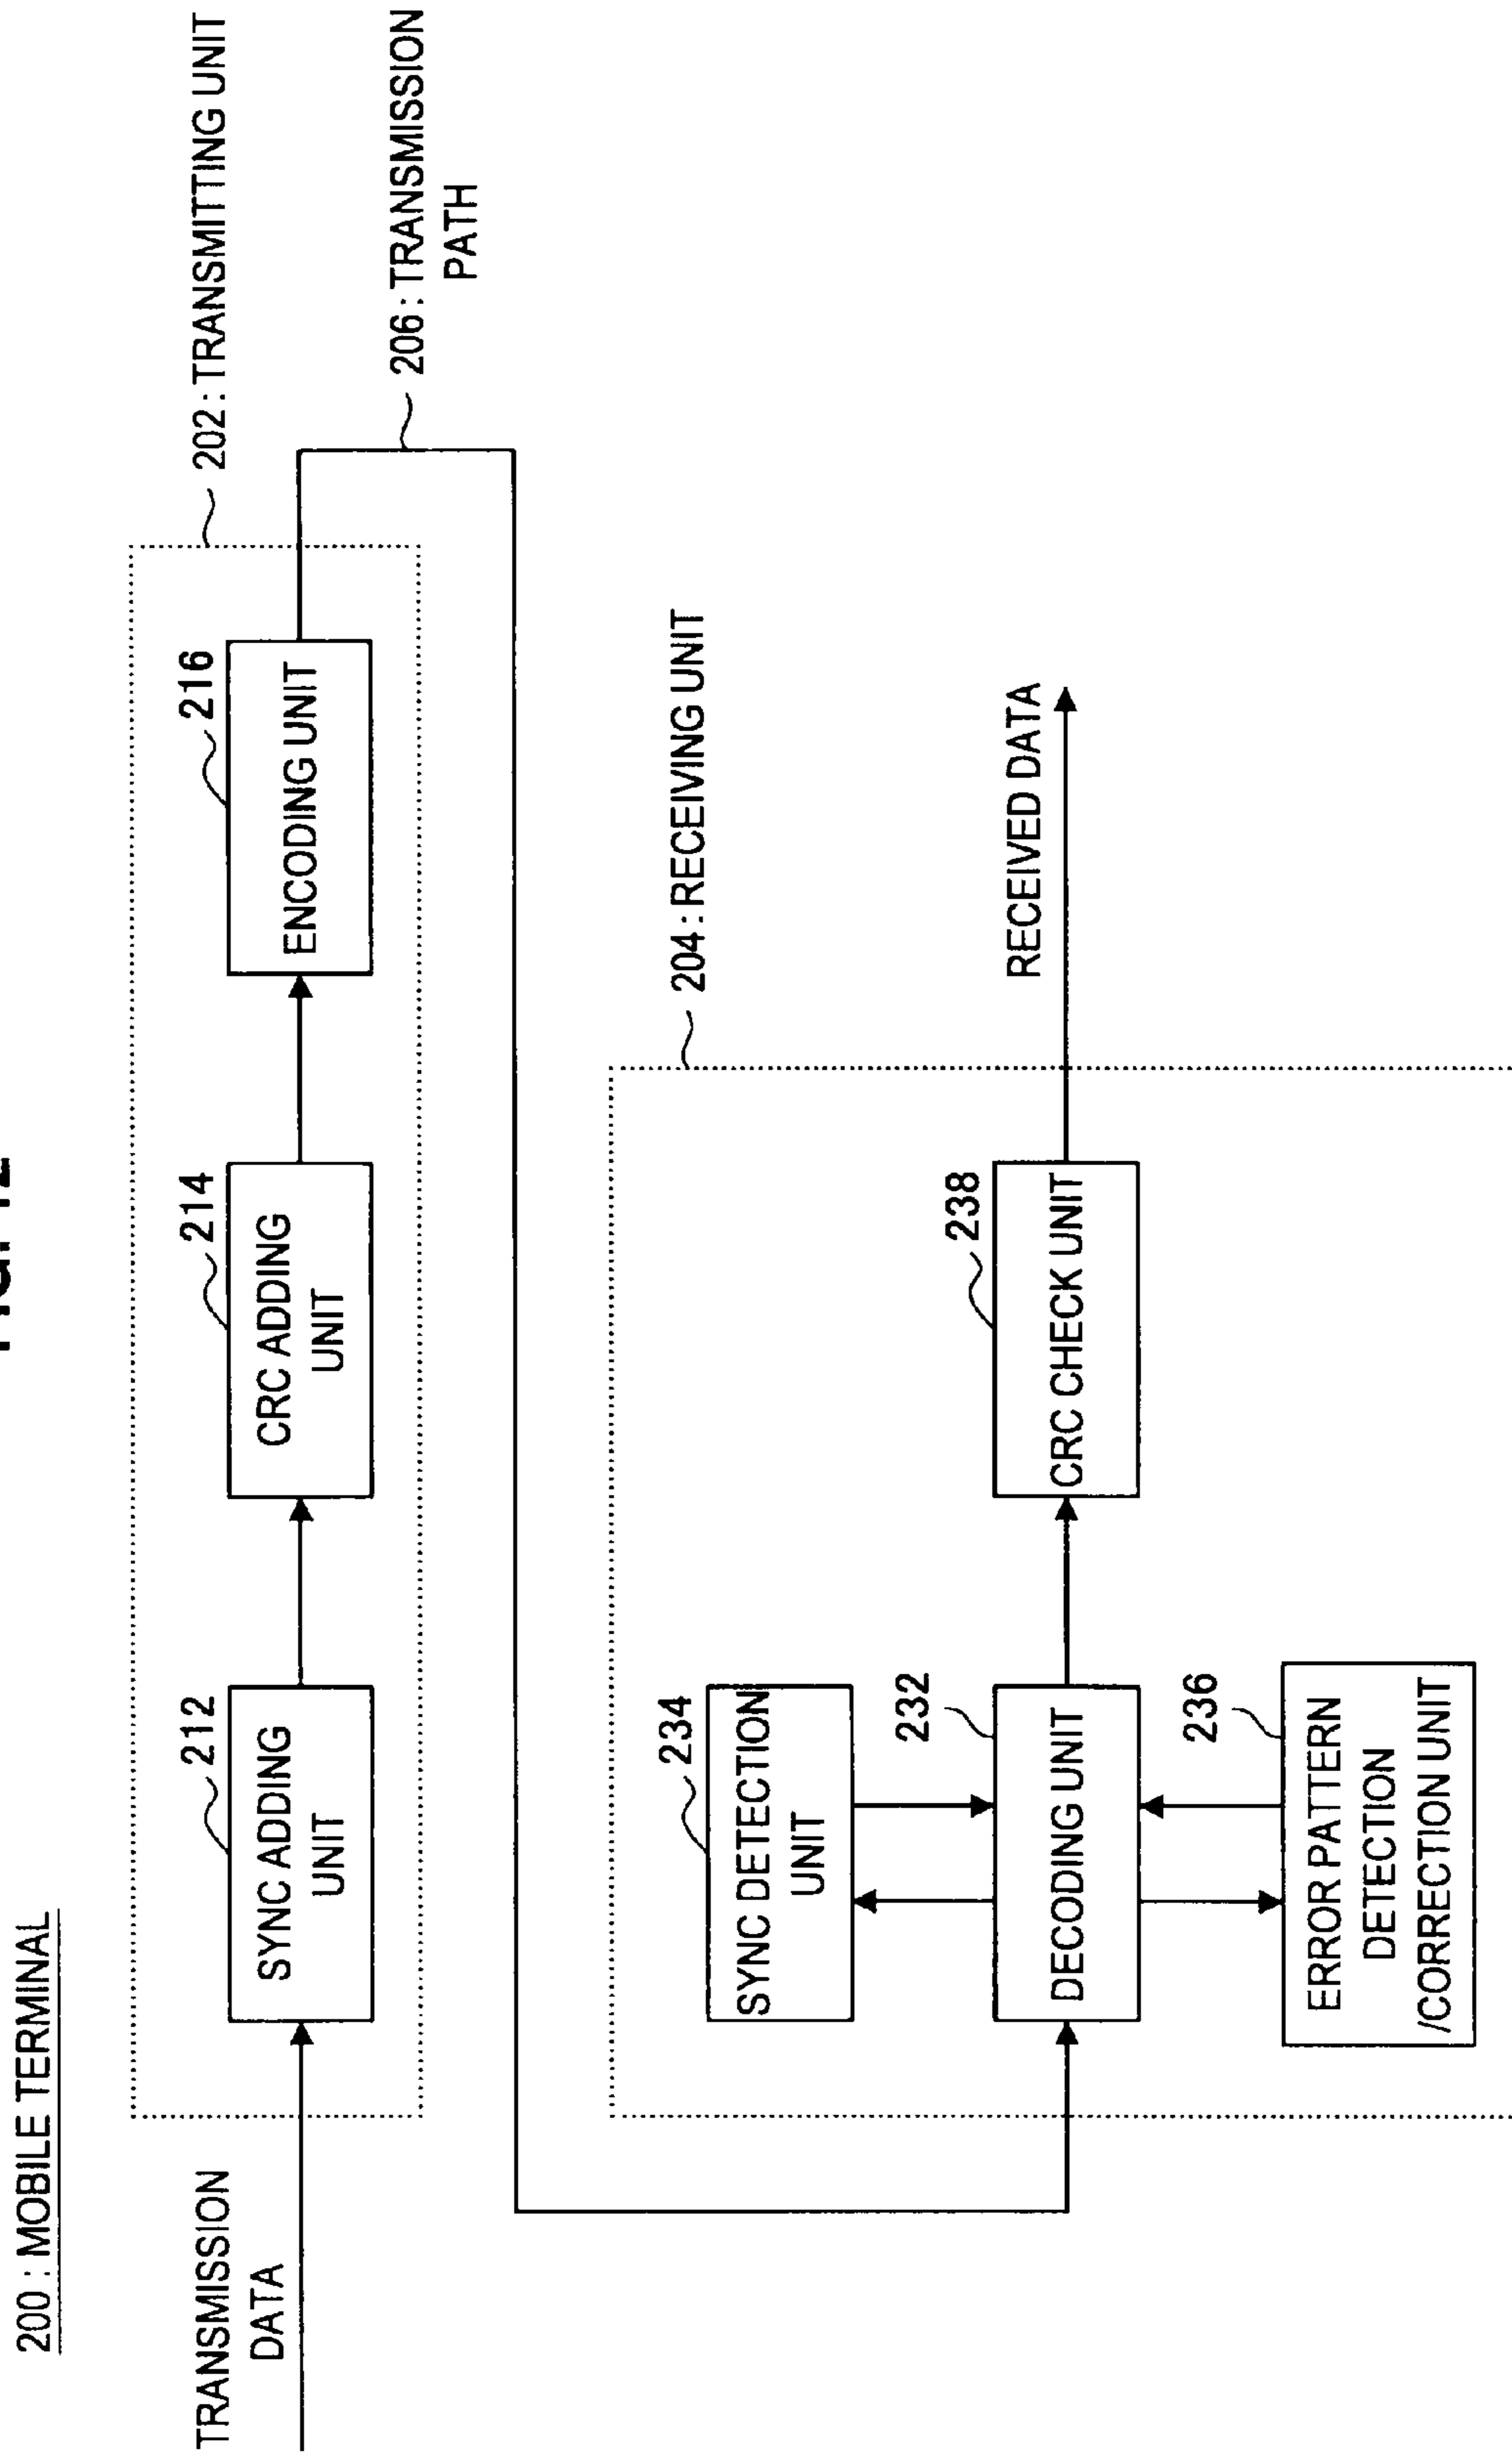 200 : MOBILE TERMINAL
TRANSMISSION
DATA
212
SYNC ADDING
UNIT
214
CRC ADDING
UNIT
216
ENCODING UNIT
202 : TRANSMITTING UNIT
206 : TRANSMISSION
PATH
204 : RECEIVING UNIT
234
SYNC DETECTION
UNIT
232
DECODING UNIT
236
ERROR PATTERN
DETECTION
/CORRECTION UNIT
238
CRC CHECK UNIT
RECEIVED DATA